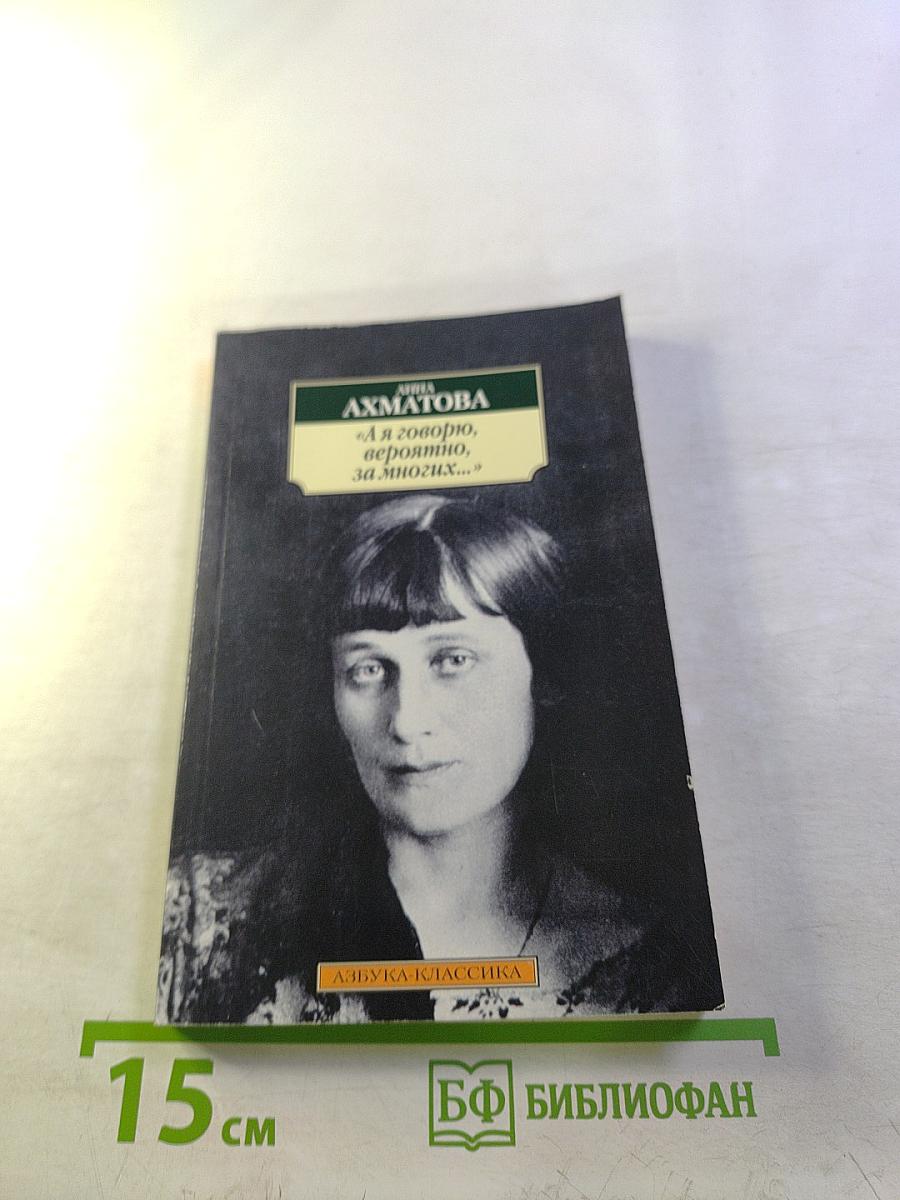 АННА
АХМАТОВА
«А я говорю,
вероятно,
за многих...»
АЗБУКА-КЛАССИКА
15 см
БФ БИБЛИОФАН